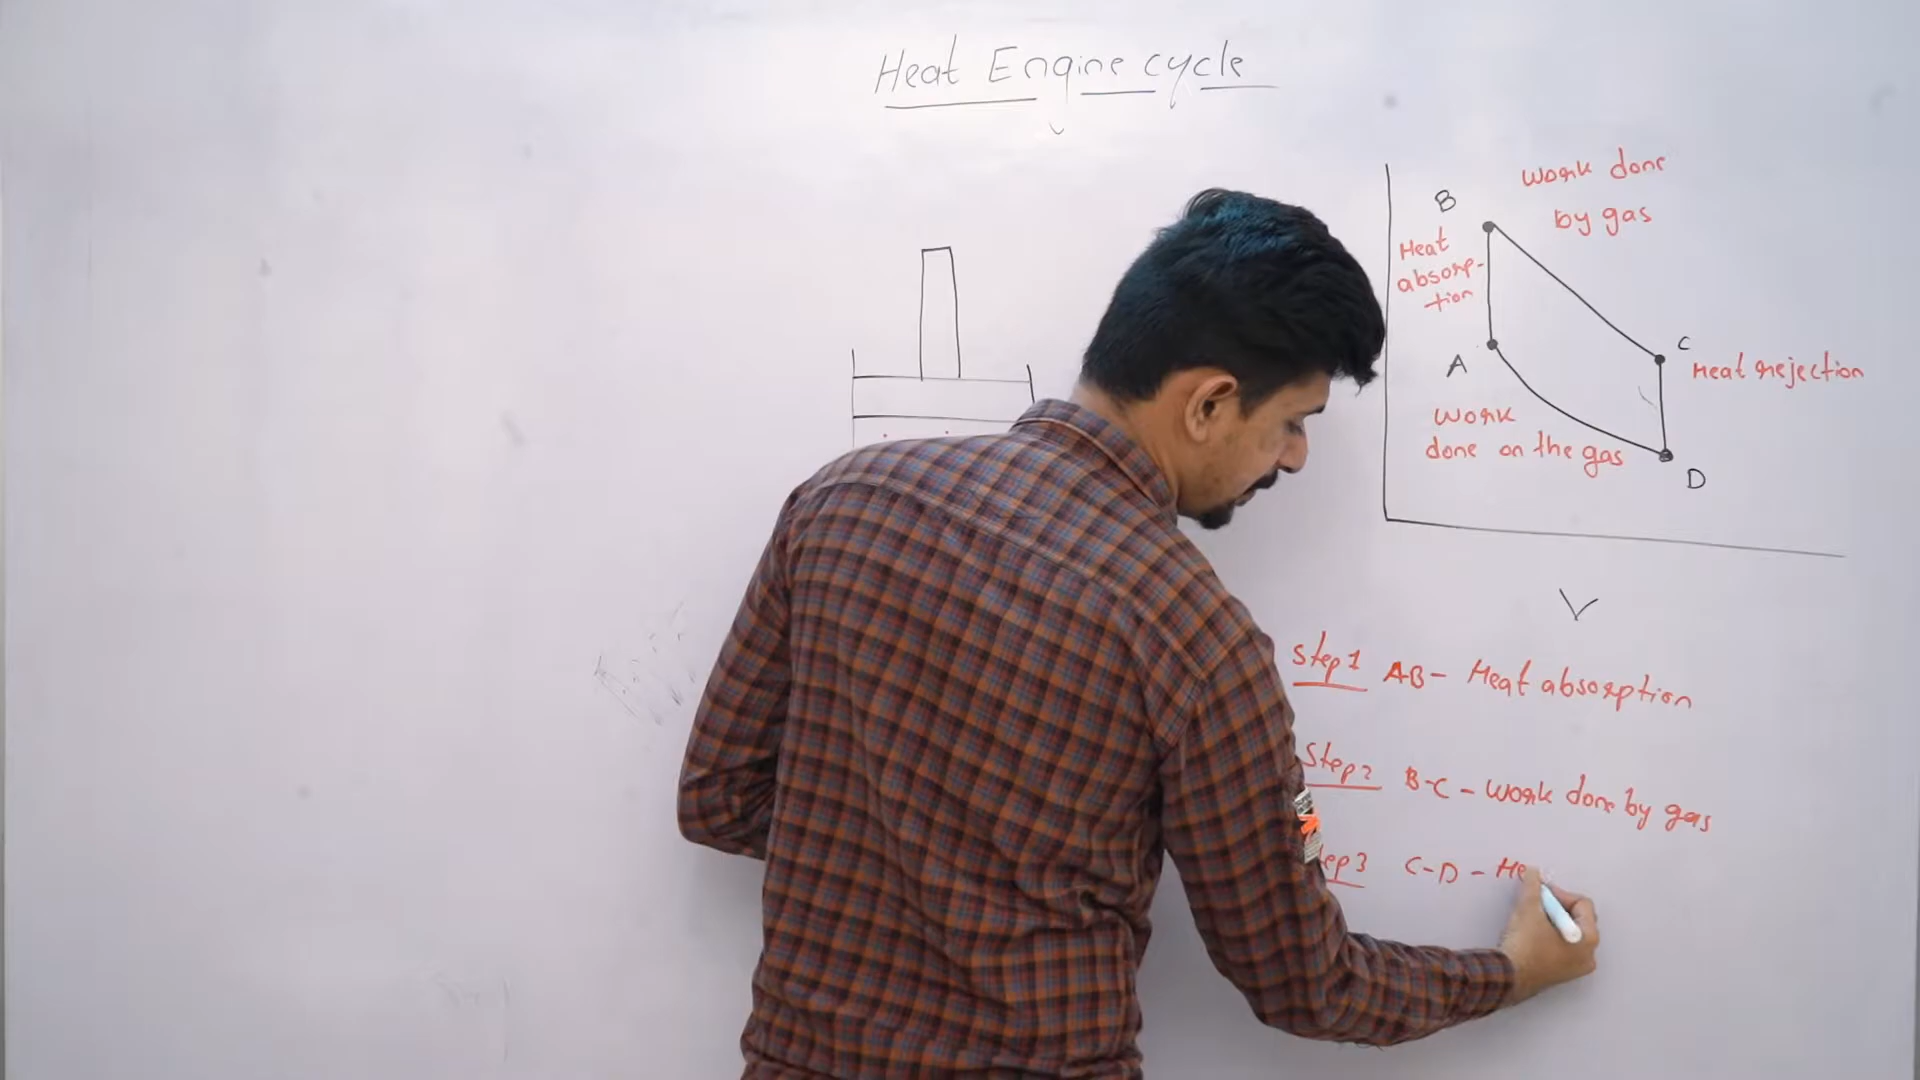 Heat Engine cycle
Work done
by gas
B
Heat
absorp-
tion
C
A
Heat rejection
Work
done on the gas
D
V
Step 1 AB- Heat absorption
Step 2 B-C - Work done by gas
tep 3 C-D - He